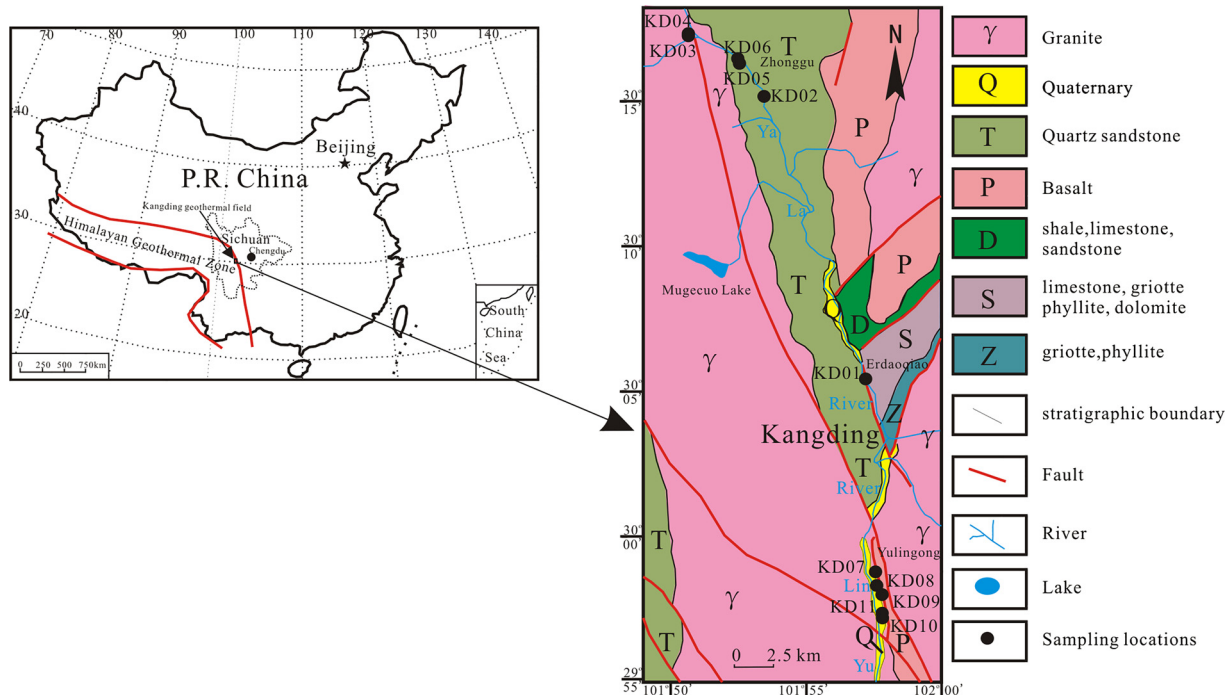 70
80
90
100
110
120
130
140
40
30
20
Beijing
P.R. China
Kangding geothermal field
Sichuan
Chengdu
Himalayan Geothermal Zone
South
China
Sea
0 250 500 750km
KD04
KD03
KD06
Zhonggu
KD05
KD02
T
N
γ
P
Ya
γ
La
30°
15'
30°
10'
30°
05'
30°
00'
29°
55'
Mugecuo Lake
T
P
D
S
Erdaoqiao
KD01
γ
River
Z
Kangding
γ
T
River
T
γ
Yulingong
KD07
Lin
KD08
KD09
KD11
KD10
γ
Q
P
T
Yu
0 2.5 km
101°50'
101°55'
102°00'
γ Granite
Q Quaternary
T Quartz sandstone
P Basalt
D shale,limestone,
sandstone
S limestone, griotte
phyllite, dolomite
Z griotte,phyllite
stratigraphic boundary
Fault
River
Lake
Sampling locations